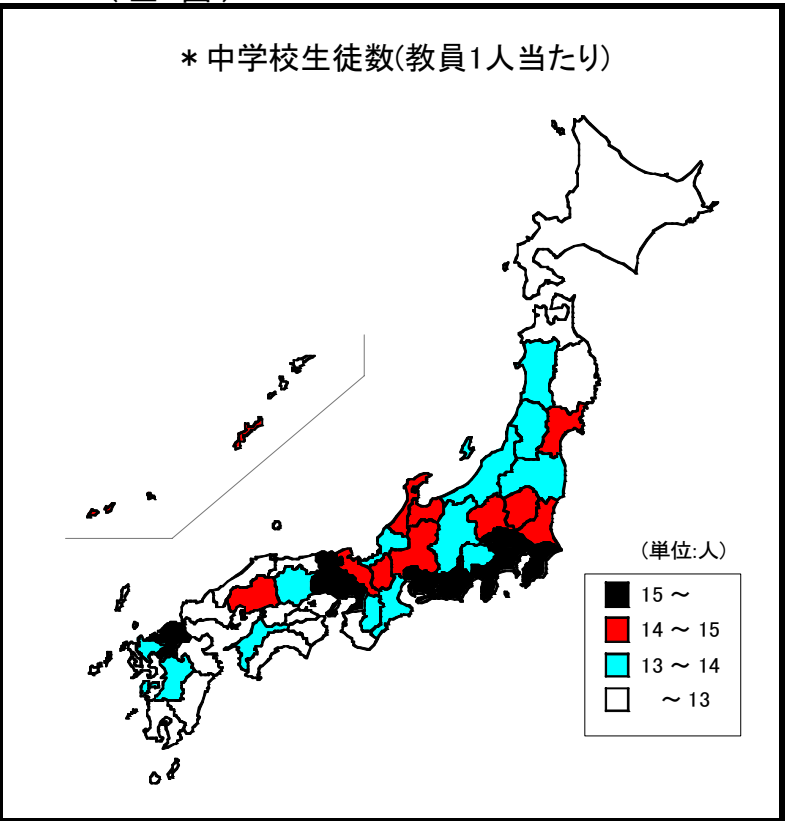 * 中学校生徒数(教員1人当たり)
(単位:人)
15 ~
14 ~ 15
13 ~ 14
~ 13